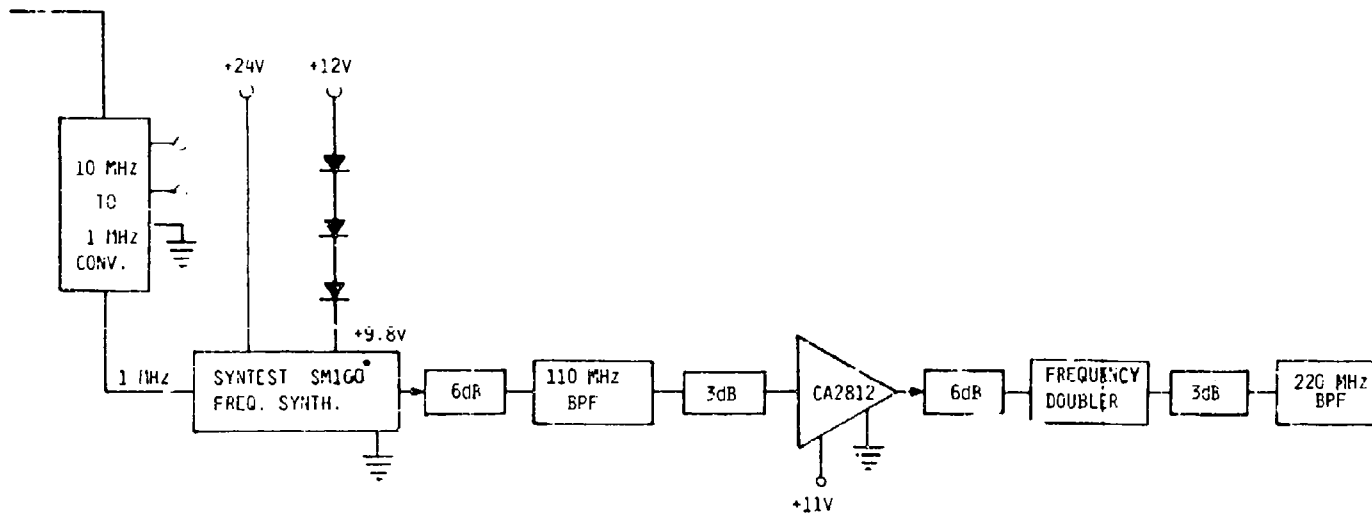 +24V
+12V
10 MHz
TO
1 MHz
CONV.
+9.8V
1 MHz
SYNTEST SM160
FREQ. SYNTH.
6dB
110 MHz
BPF
3dB
CA2812
+11V
6dB
FREQUENCY
DOUBLER
3dB
220 MHz
BPF